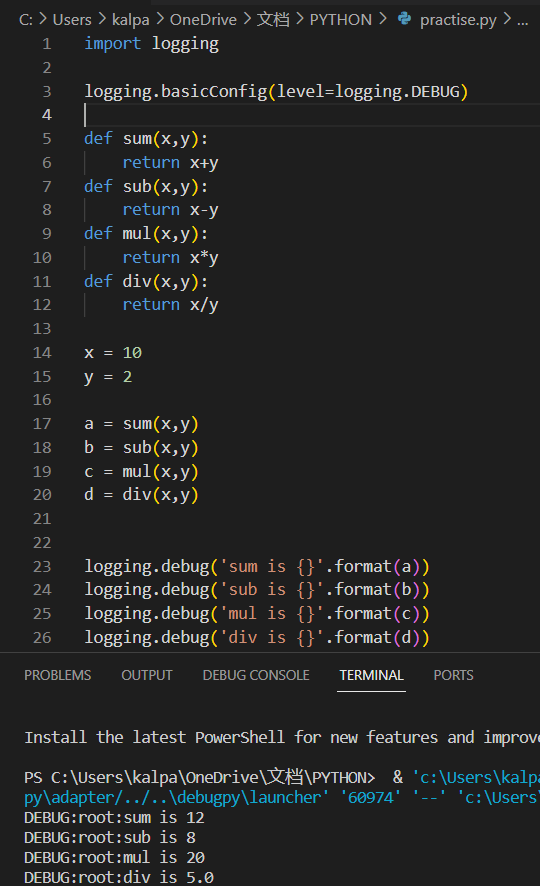 C: > Users > kalpa > OneDrive > 文档 > PYTHON > practise.py > ...
1 import logging
2
3 logging.basicConfig(level=logging.DEBUG)
4
5 def sum(x,y):
6     return x+y
7 def sub(x,y):
8     return x-y
9 def mul(x,y):
10     return x*y
11 def div(x,y):
12     return x/y
13
14 x = 10
15 y = 2
16
17 a = sum(x,y)
18 b = sub(x,y)
19 c = mul(x,y)
20 d = div(x,y)
21
22
23 logging.debug('sum is {}'.format(a))
24 logging.debug('sub is {}'.format(b))
25 logging.debug('mul is {}'.format(c))
26 logging.debug('div is {}'.format(d))
PROBLEMS OUTPUT DEBUG CONSOLE TERMINAL PORTS
Install the latest PowerShell for new features and improve
PS C:\Users\kalpa\OneDrive\文档\PYTHON>  & 'c:\Users\kalpa
py\adapter/../..\debugpy\launcher' '60974' '--' 'c:\Users\
DEBUG:root:sum is 12
DEBUG:root:sub is 8
DEBUG:root:mul is 20
DEBUG:root:div is 5.0